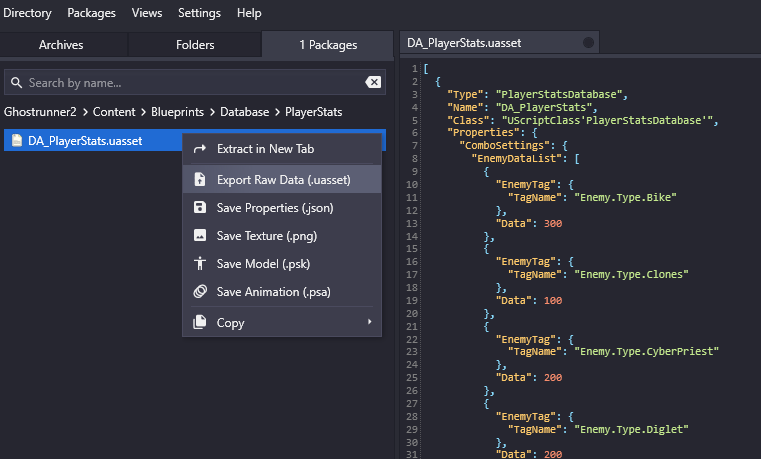 Directory Packages Views Settings Help
Archives Folders 1 Packages
Search by name...
Ghostrunner2 > Content > Blueprints > Database > PlayerStats
DA_PlayerStats.uasset
Extract in New Tab
Export Raw Data (.uasset)
Save Properties (.json)
Save Texture (.png)
Save Model (.psk)
Save Animation (.psa)
Copy
DA_PlayerStats.uasset
1 [
2 {
3 "Type": "PlayerStatsDatabase",
4 "Name": "DA_PlayerStats",
5 "Class": "UScriptClass'PlayerStatsDatabase'",
6 "Properties": {
7 "ComboSettings": {
8 "EnemyDataList": [
9 {
10 "EnemyTag": {
11 "TagName": "Enemy.Type.Bike"
12 },
13 "Data": 300
14 },
15 {
16 "EnemyTag": {
17 "TagName": "Enemy.Type.Clones"
18 },
19 "Data": 100
20 },
21 {
22 "EnemyTag": {
23 "TagName": "Enemy.Type.CyberPriest"
24 },
25 "Data": 200
26 },
27 {
28 "EnemyTag": {
29 "TagName": "Enemy.Type.Diglet"
30 },
31 "Data": 200